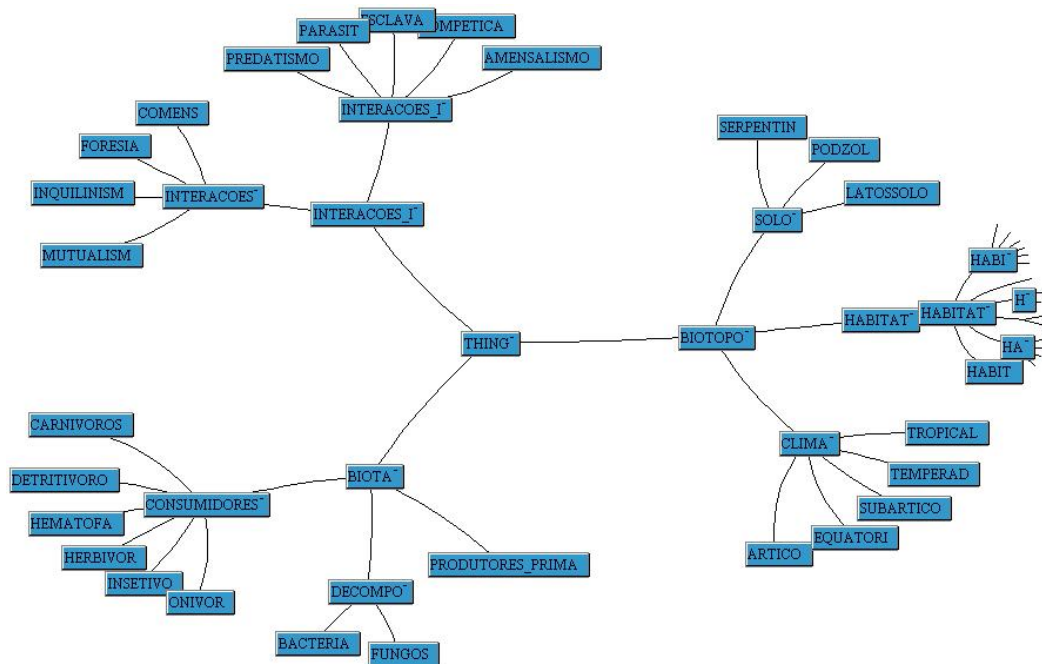 ESCLAVA
PARASIT
OMPETICA
PREDATISMO
AMENSALISMO
INTERACOES_I
COMENS
FORESIA
INQUILINISM
INTERACOES
MUTUALISM
INTERACOES_I
SERPENTIN
PODZOL
LATOSSOLO
SOLO
HABI
H
HABITAT
HABITAT
HA
HABIT
THING
BIOTOPO
CARNIVOROS
DETRITIVORO
CONSUMIDORES
HEMATOFA
HERBIVOR
INSETIVO
ONIVOR
BIOTA
PRODUTORES_PRIMA
DECOMPO
BACTERIA
FUNGOS
CLIMA
TROPICAL
TEMPERAD
SUBARTICO
EQUATORI
ARTICO